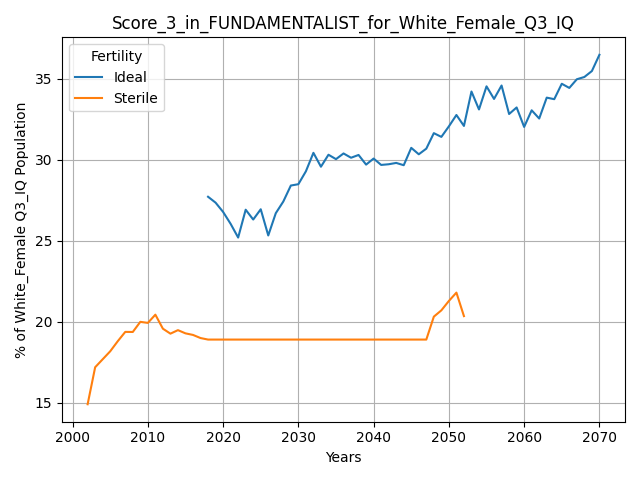 Score_3_in_FUNDAMENTALIST_for_White_Female_Q3_IQ
Fertility
Ideal
Sterile
% of White_Female Q3_IQ Population
35
30
25
20
15
2000 2010 2020 2030 2040 2050 2060 2070
Years